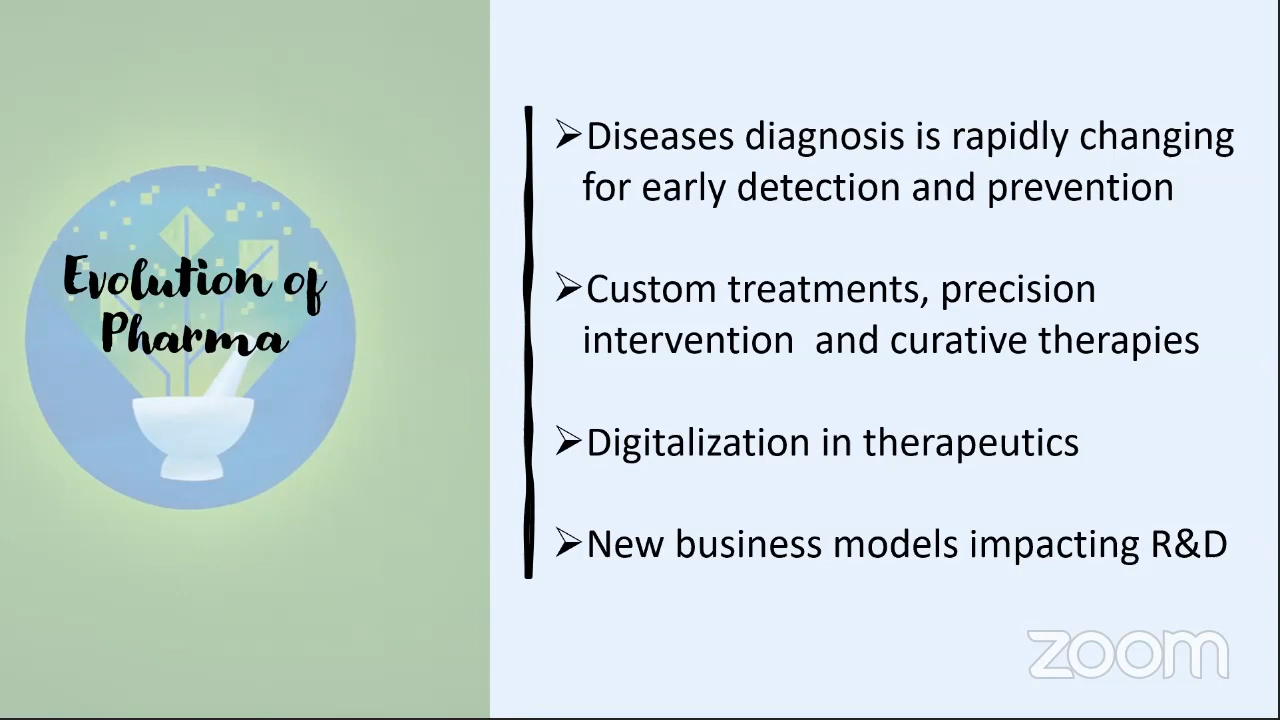 Evolution of
Pharma
➢Diseases diagnosis is rapidly changing
for early detection and prevention
➢Custom treatments, precision
intervention  and curative therapies
➢Digitalization in therapeutics
➢New business models impacting R&D
zoom